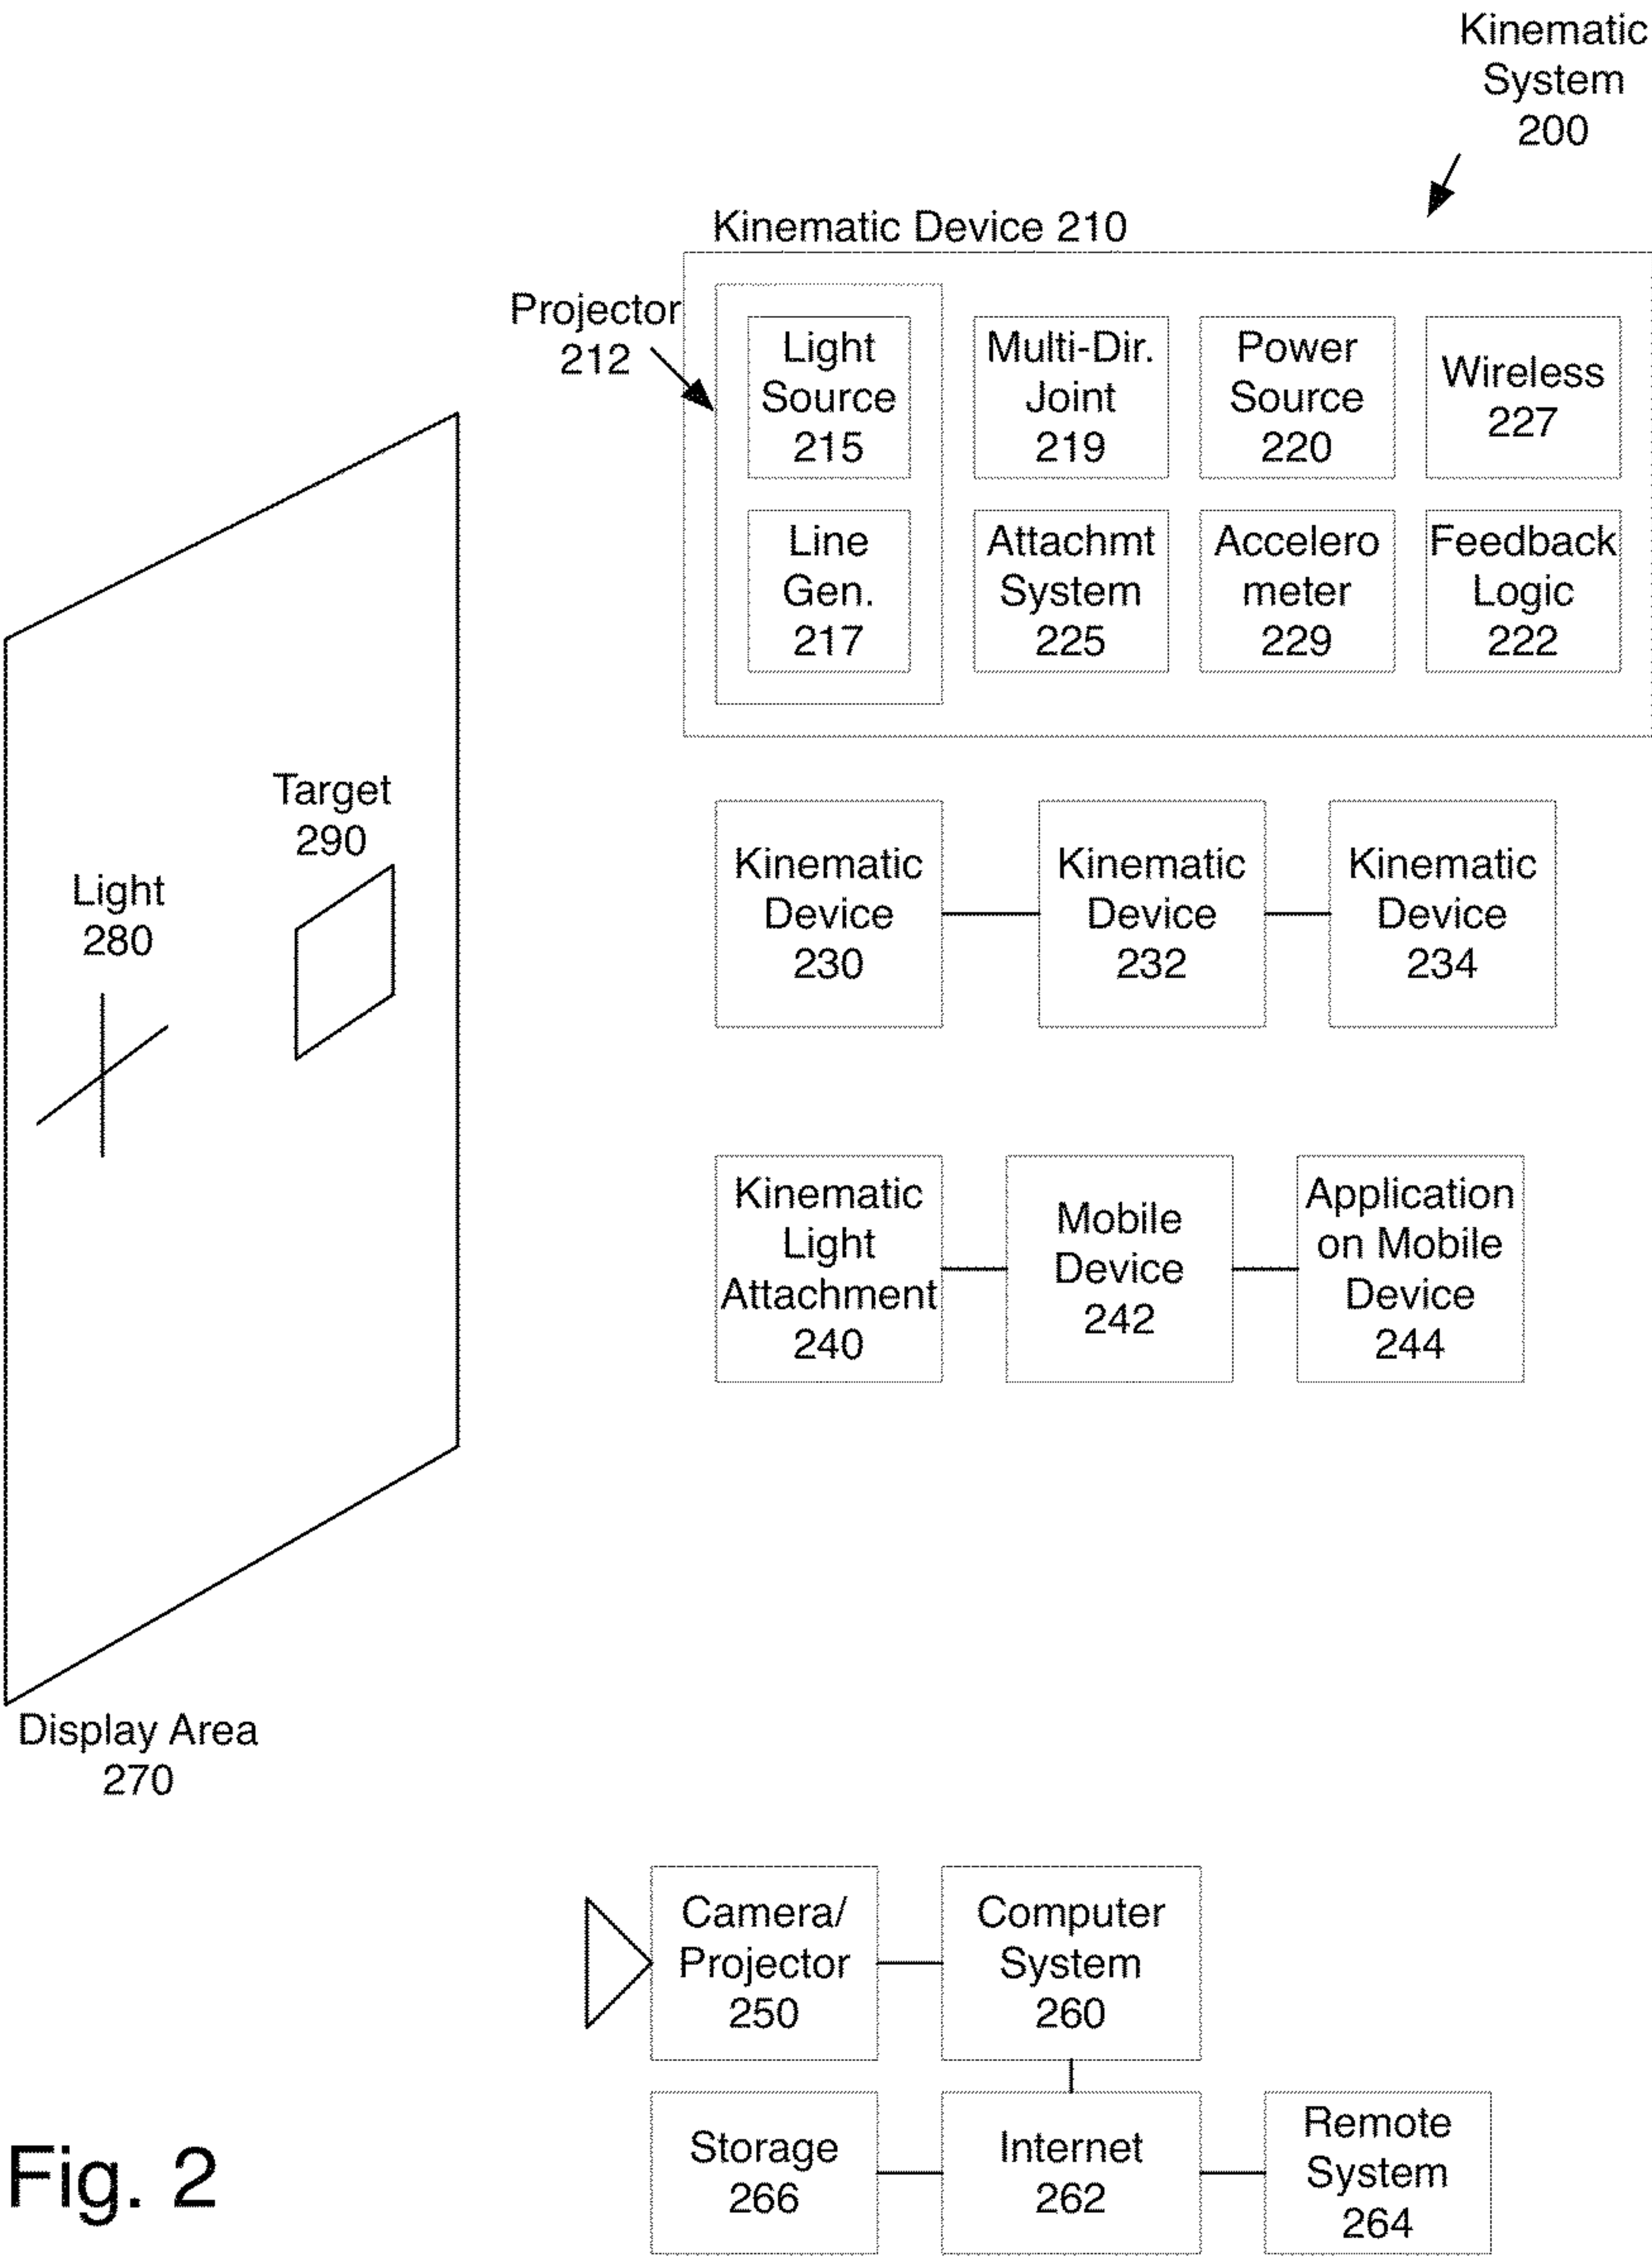 Kinematic
System
200
Kinematic Device 210
Projector
212
Light
Source
215
Multi-Dir.
Joint
219
Power
Source
220
Wireless
227
Line
Gen.
217
Attachmt
System
225
Accelero
meter
229
Feedback
Logic
222
Target
290
Light
280
Kinematic
Device
230
Kinematic
Device
232
Kinematic
Device
234
Kinematic
Light
Attachment
240
Mobile
Device
242
Application
on Mobile
Device
244
Display Area
270
Camera/
Projector
250
Computer
System
260
Storage
266
Internet
262
Remote
System
264
Fig. 2